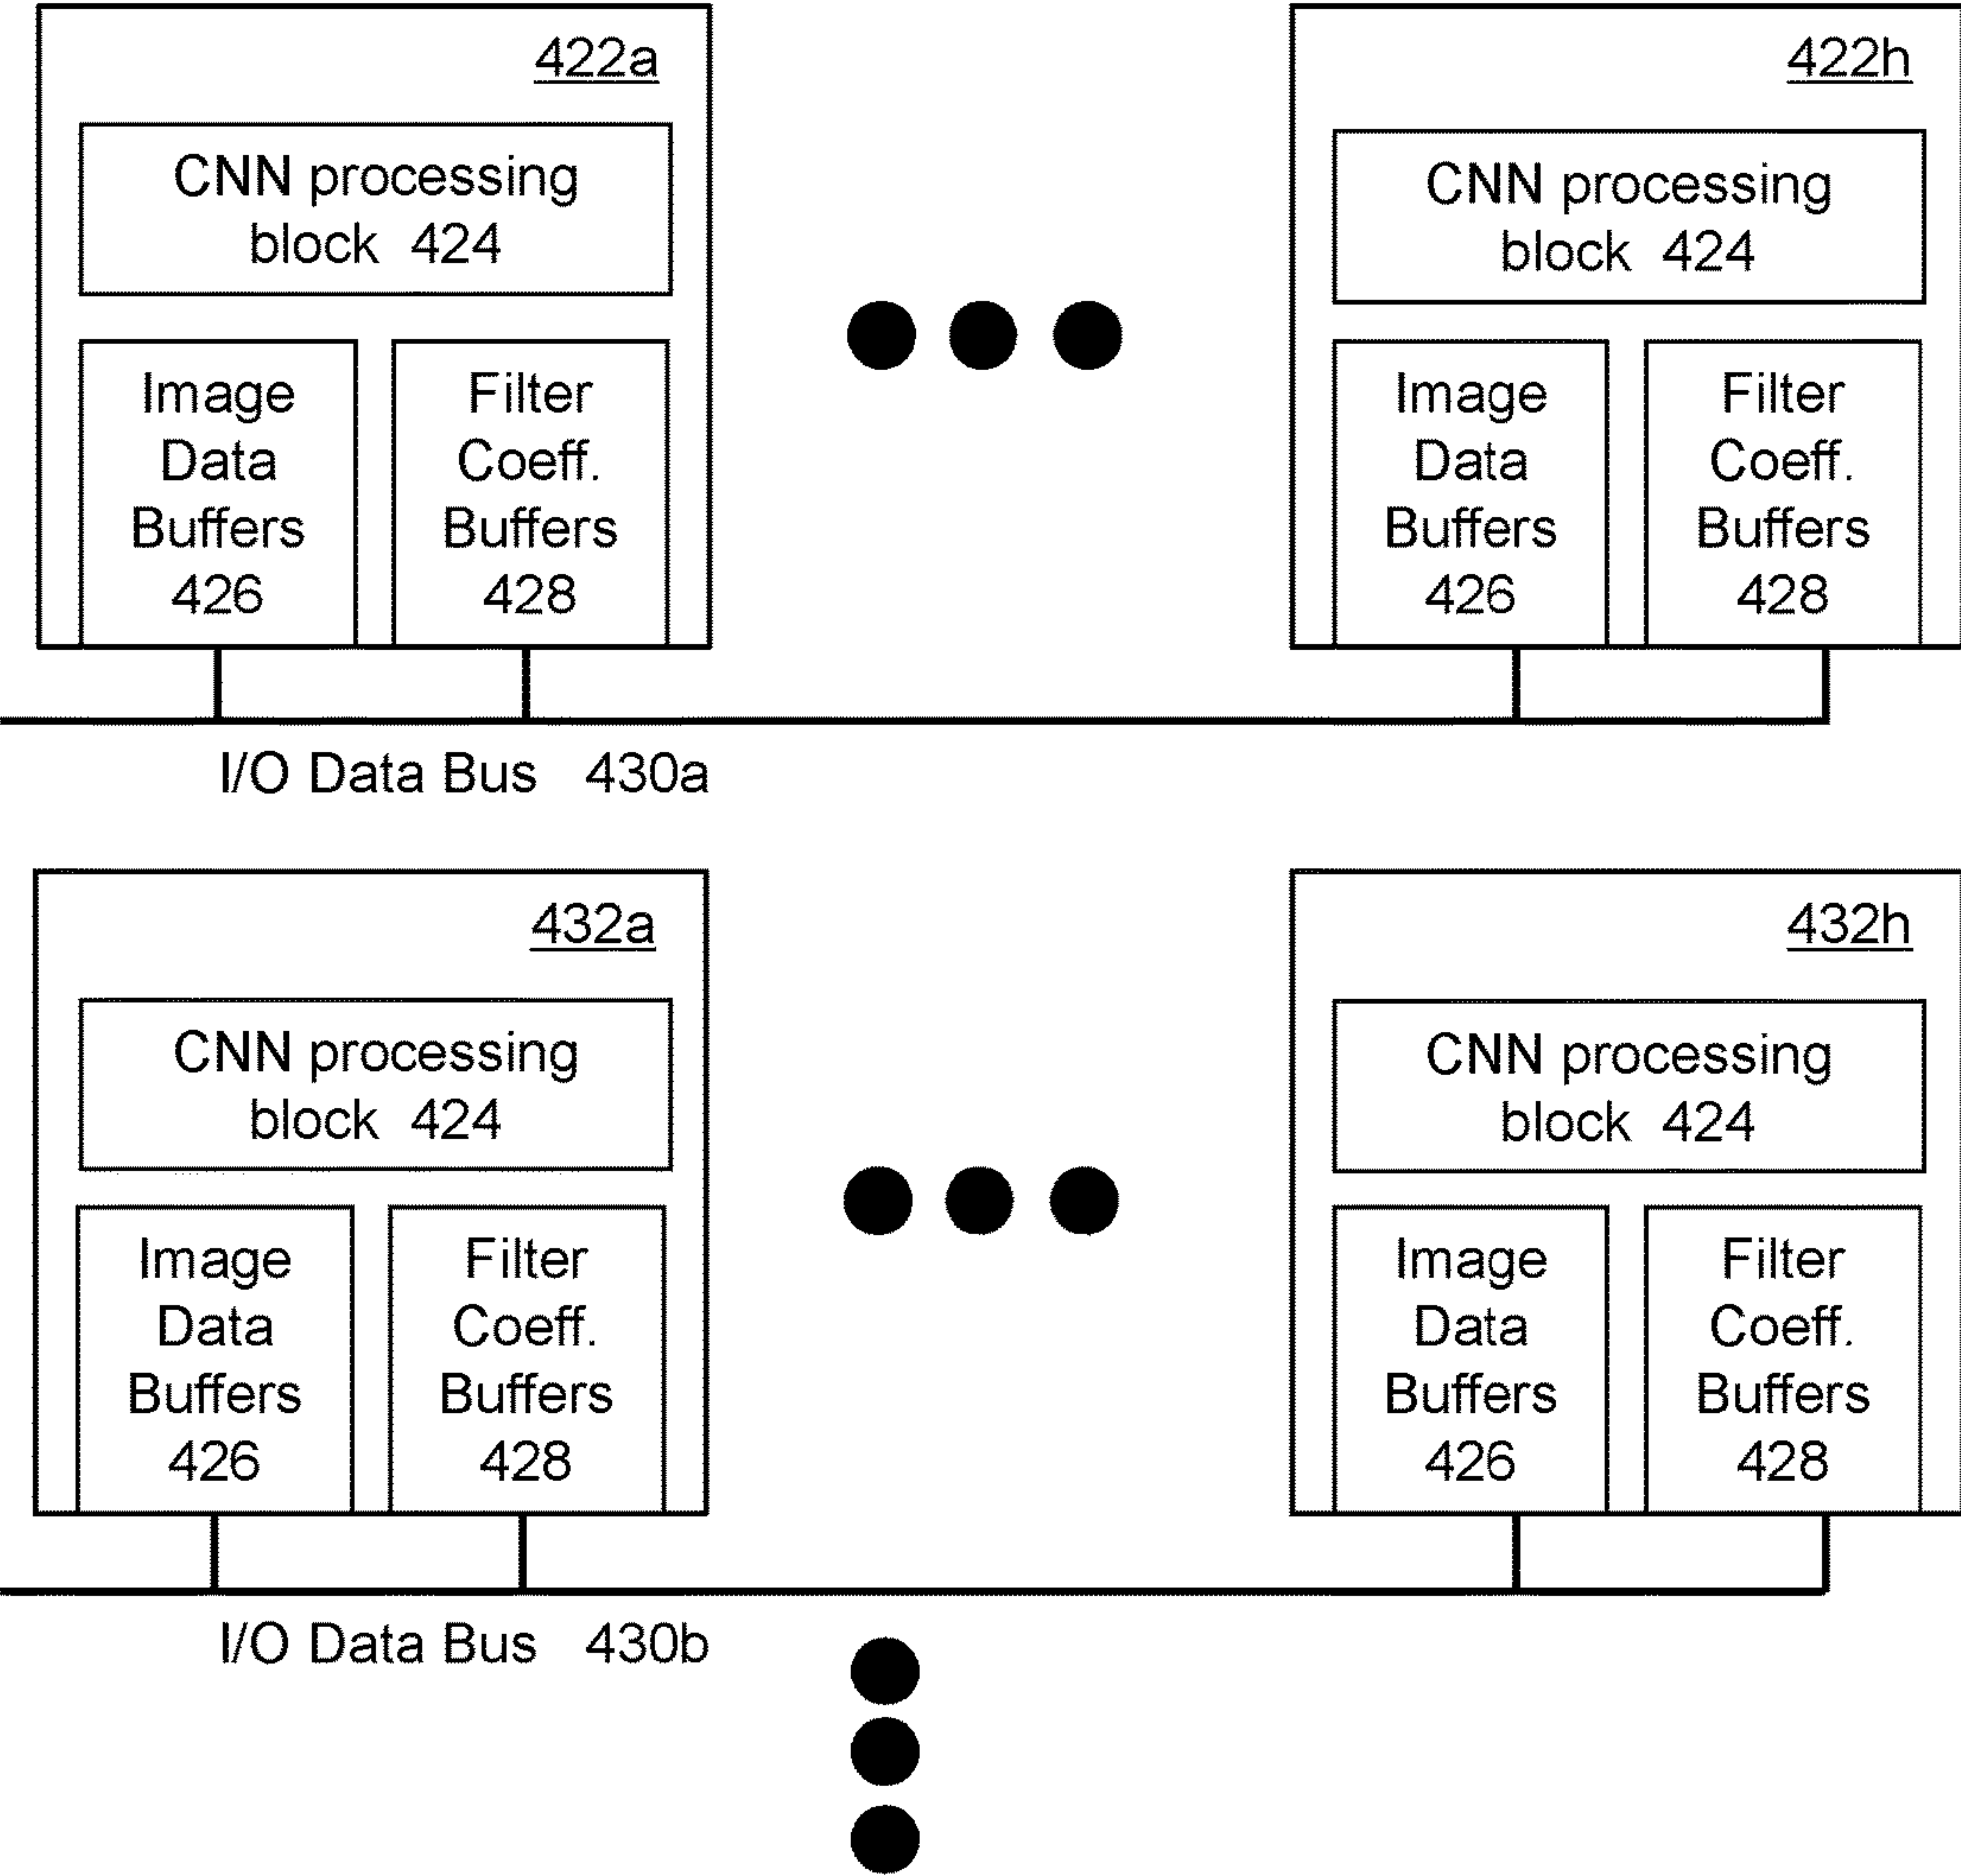 422a
CNN processing
block 424
Image
Data
Buffers
426
Filter
Coeff.
Buffers
428
422h
CNN processing
block 424
Image
Data
Buffers
426
Filter
Coeff.
Buffers
428
I/O Data Bus 430a
432a
CNN processing
block 424
Image
Data
Buffers
426
Filter
Coeff.
Buffers
428
432h
CNN processing
block 424
Image
Data
Buffers
426
Filter
Coeff.
Buffers
428
I/O Data Bus 430b